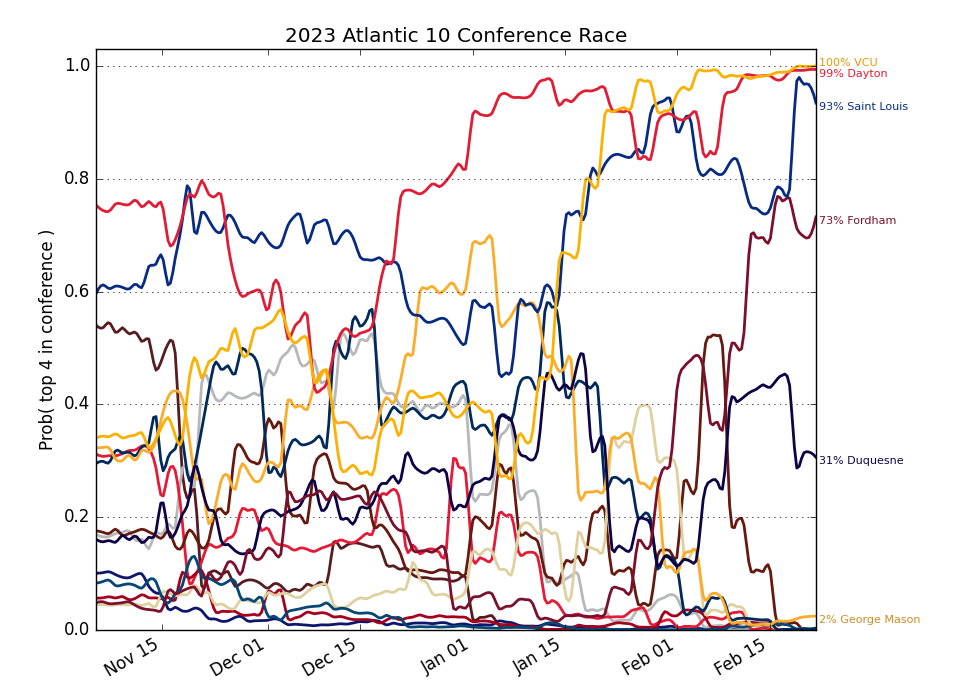 2023 Atlantic 10 Conference Race
Prob( top 4 in conference )
1.0
0.8
0.6
0.4
0.2
0.0
Nov 15
Dec 01
Dec 15
Jan 01
Jan 15
Feb 01
Feb 15
100% VCU
99% Dayton
93% Saint Louis
73% Fordham
31% Duquesne
2% George Mason